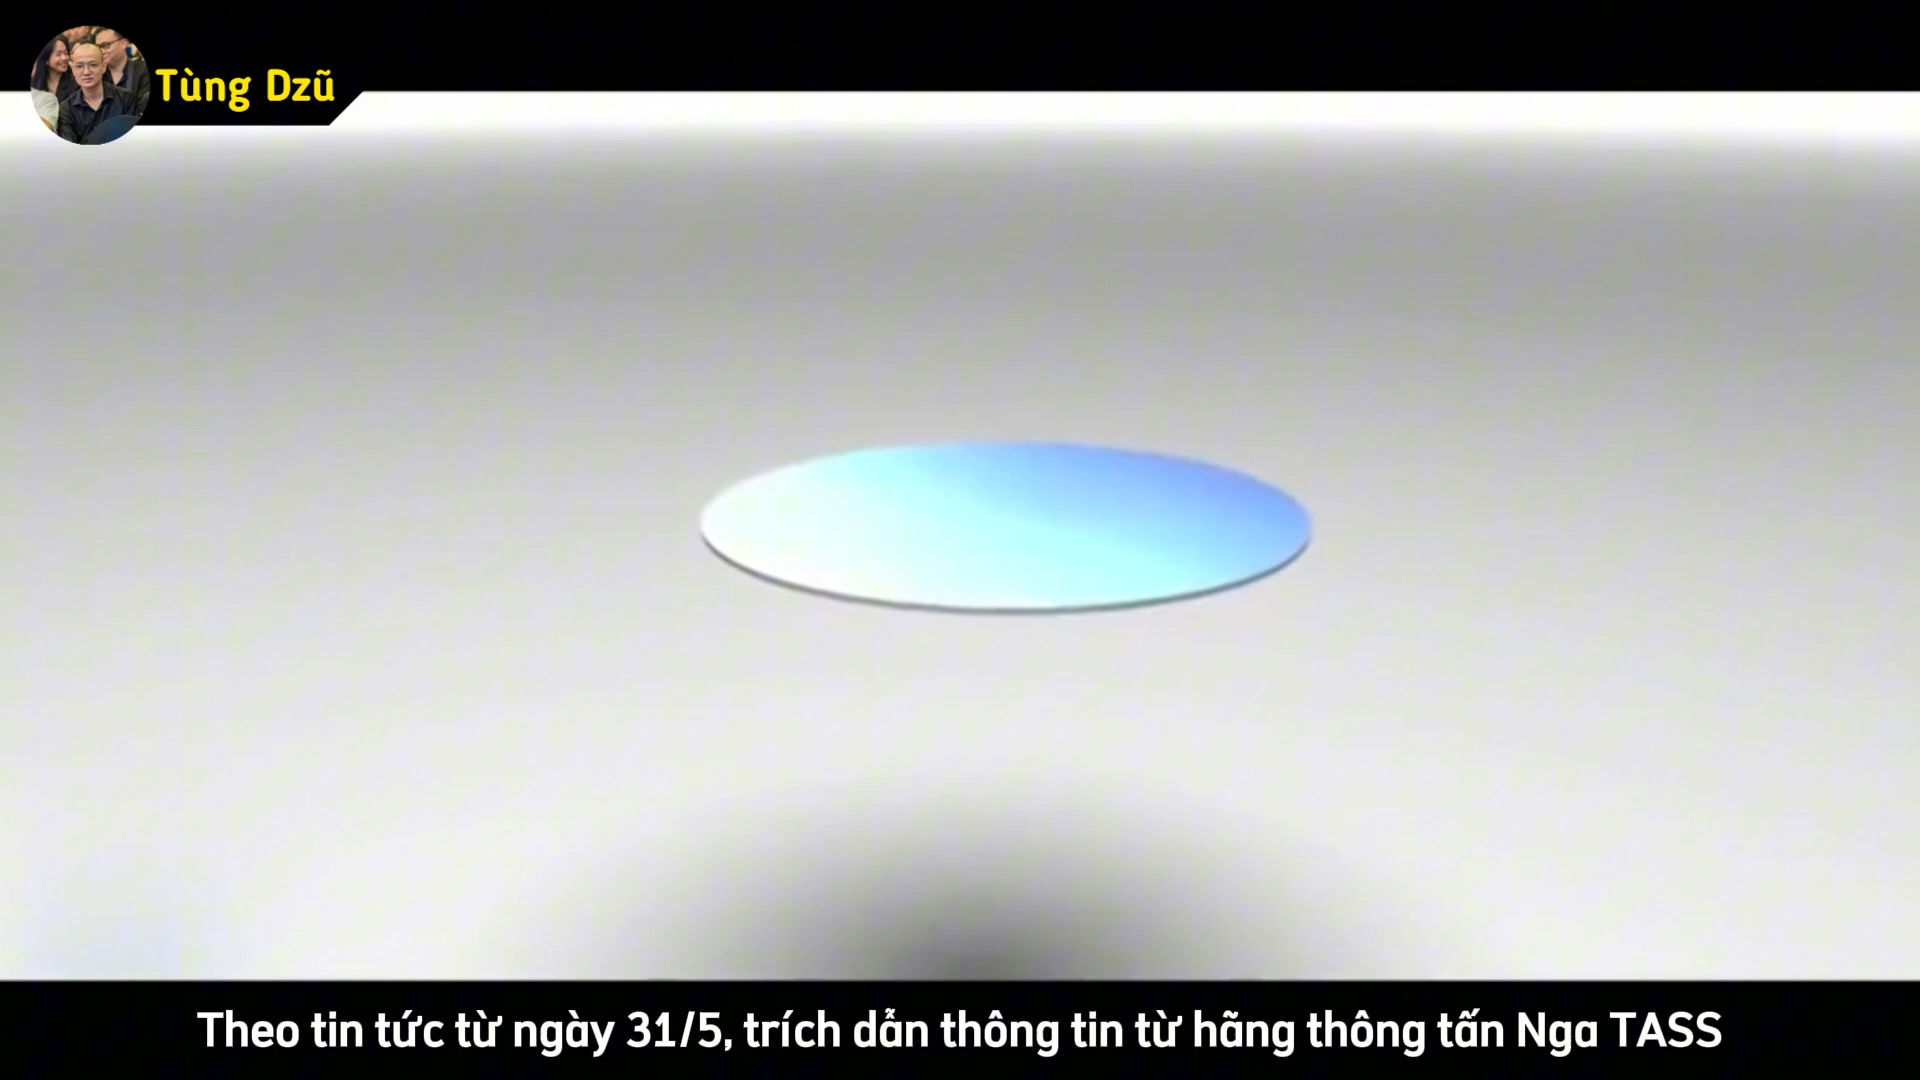 Tùng Dzũ
Theo tin tức từ ngày 31/5, trích dẫn thông tin từ hãng thông tấn Nga TASS